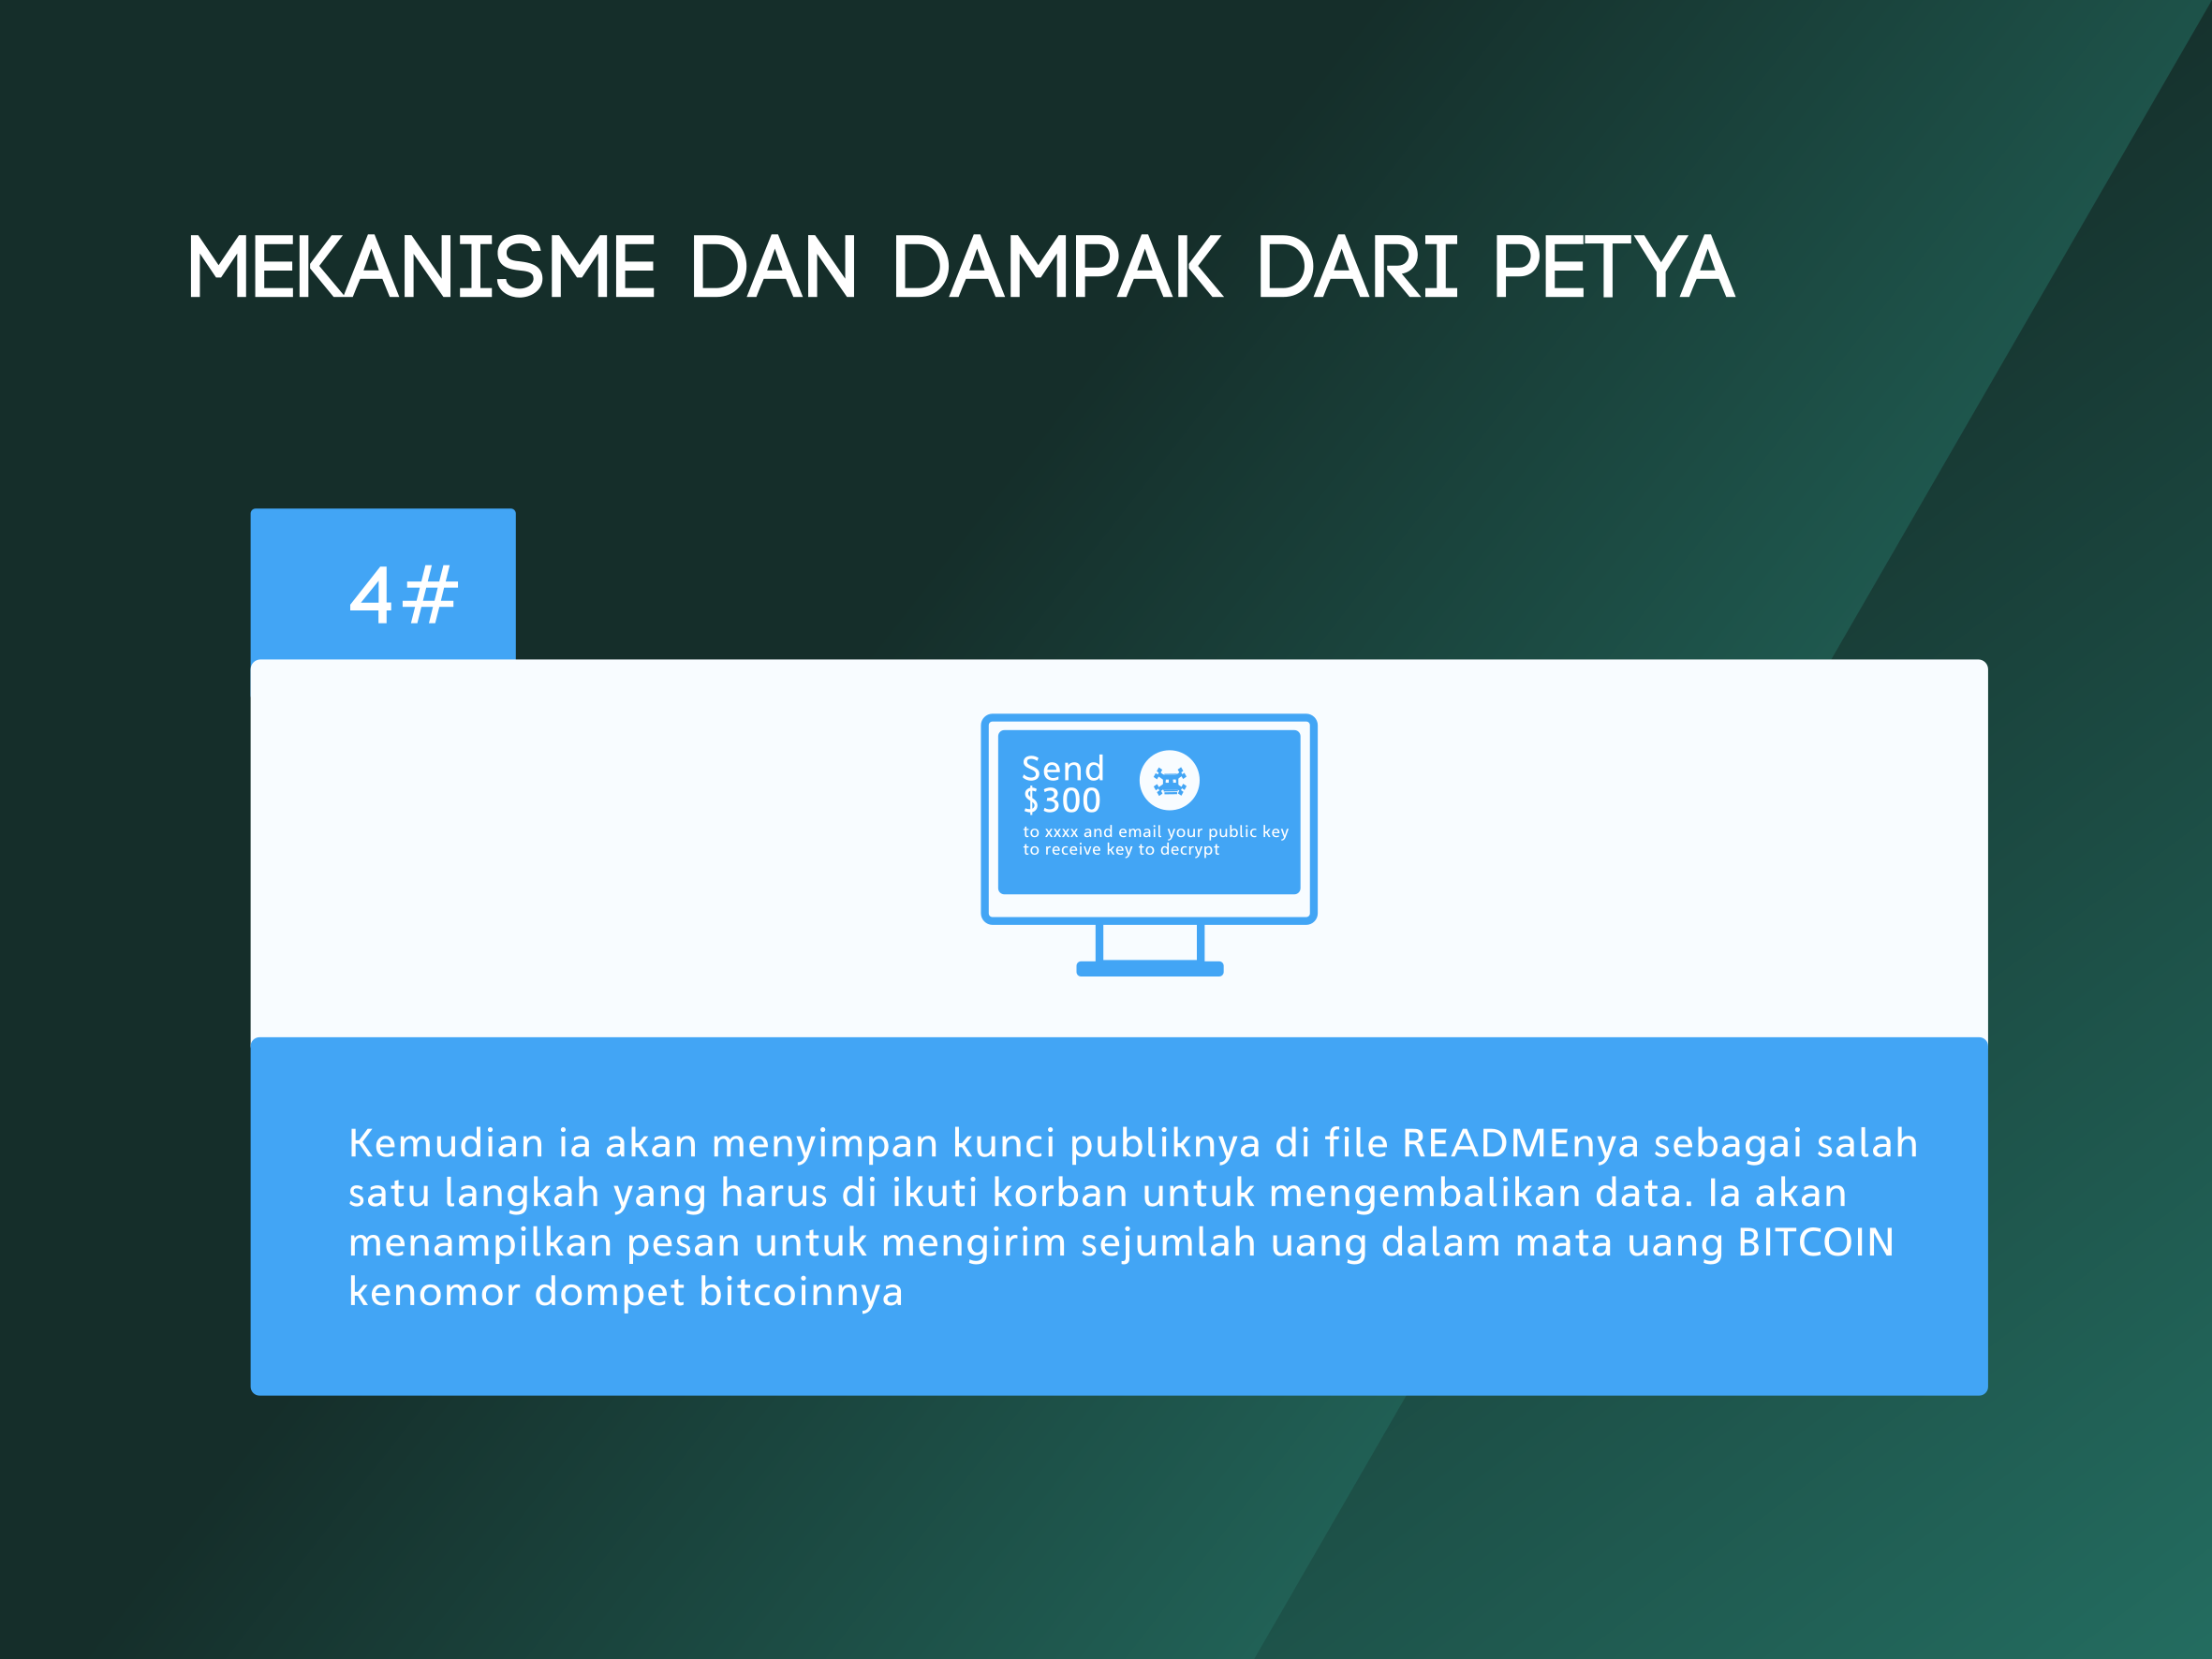 MEKANISME DAN DAMPAK DARI PETYA
4#
Send
$300
to xxxx and email your public key
to receive key to decrypt
Kemudian ia akan menyimpan kunci publiknya di file READMEnya sebagai salah
satu langkah yang harus di ikuti korban untuk mengembalikan data. Ia akan
menampilkan pesan untuk mengirim sejumlah uang dalam mata uang BITCOIN
kenomor dompet bitcoinnya